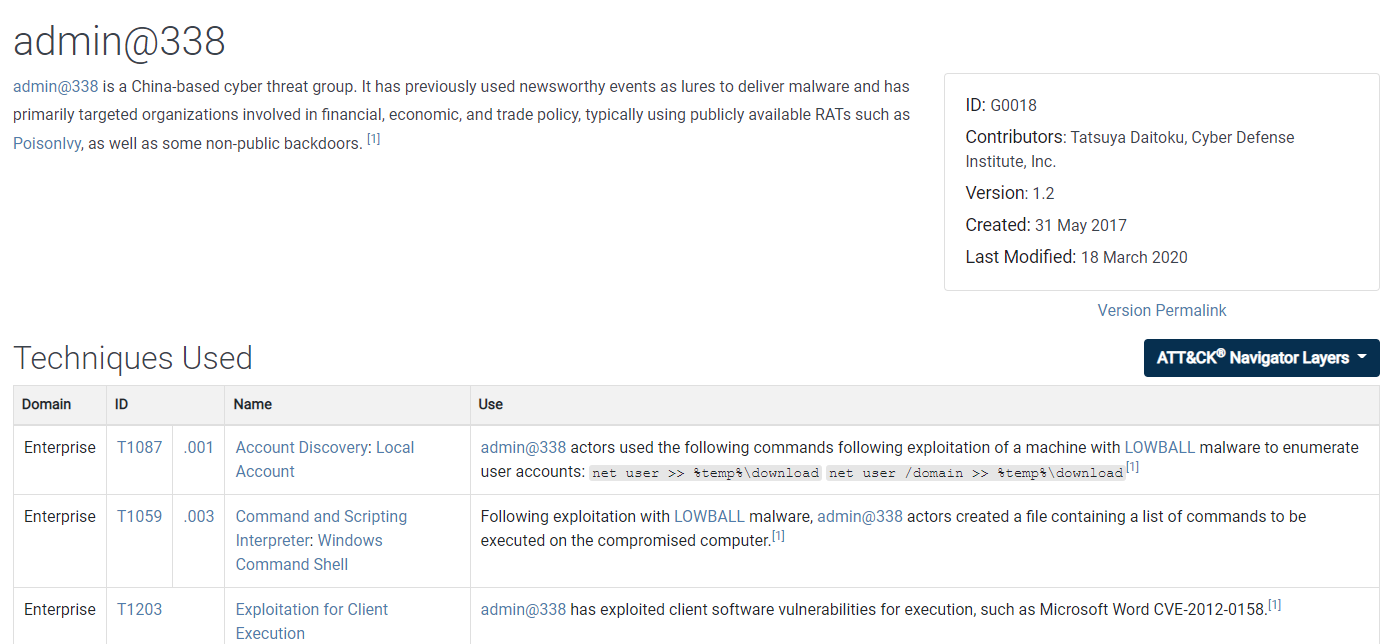 admin@338
admin@338 is a China-based cyber threat group. It has previously used newsworthy events as lures to deliver malware and has
primarily targeted organizations involved in financial, economic, and trade policy, typically using publicly available RATs such as
PoisonIvy, as well as some non-public backdoors. [1]
ID: G0018
Contributors: Tatsuya Daitoku, Cyber Defense
Institute, Inc.
Version: 1.2
Created: 31 May 2017
Last Modified: 18 March 2020
Version Permalink
Techniques Used
ATT&CK® Navigator Layers
Domain ID Name Use
Enterprise T1087 .001 Account Discovery: Local admin@338 actors used the following commands following exploitation of a machine with LOWBALL malware to enumerate
Account user accounts: net user >> %temp%\download net user /domain >> %temp%\download[1]
Enterprise T1059 .003 Command and Scripting Following exploitation with LOWBALL malware, admin@338 actors created a file containing a list of commands to be
Interpreter: Windows executed on the compromised computer.[1]
Command Shell
Enterprise T1203 Exploitation for Client admin@338 has exploited client software vulnerabilities for execution, such as Microsoft Word CVE-2012-0158.[1]
Execution